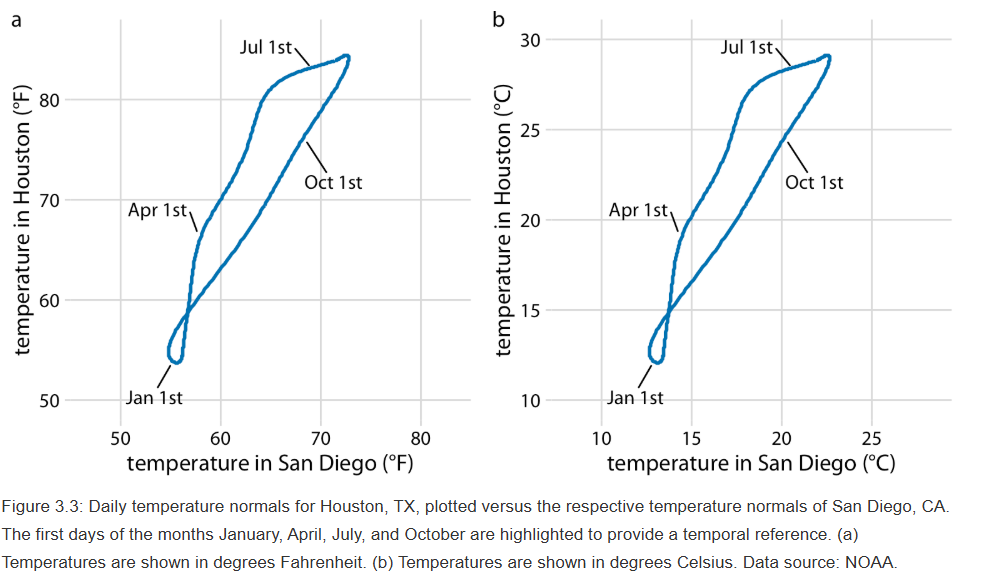 a
Jul 1st
80
Oct 1st
70
Apr 1st
60
Jan 1st
50
50 60 70 80
temperature in San Diego (°F)
temperature in Houston (°F)
b
30
Jul 1st
25
Oct 1st
Apr 1st
20
15
Jan 1st
10
10 15 20 25
temperature in San Diego (°C)
temperature in Houston (°C)
Figure 3.3: Daily temperature normals for Houston, TX, plotted versus the respective temperature normals of San Diego, CA.
The first days of the months January, April, July, and October are highlighted to provide a temporal reference. (a)
Temperatures are shown in degrees Fahrenheit. (b) Temperatures are shown in degrees Celsius. Data source: NOAA.